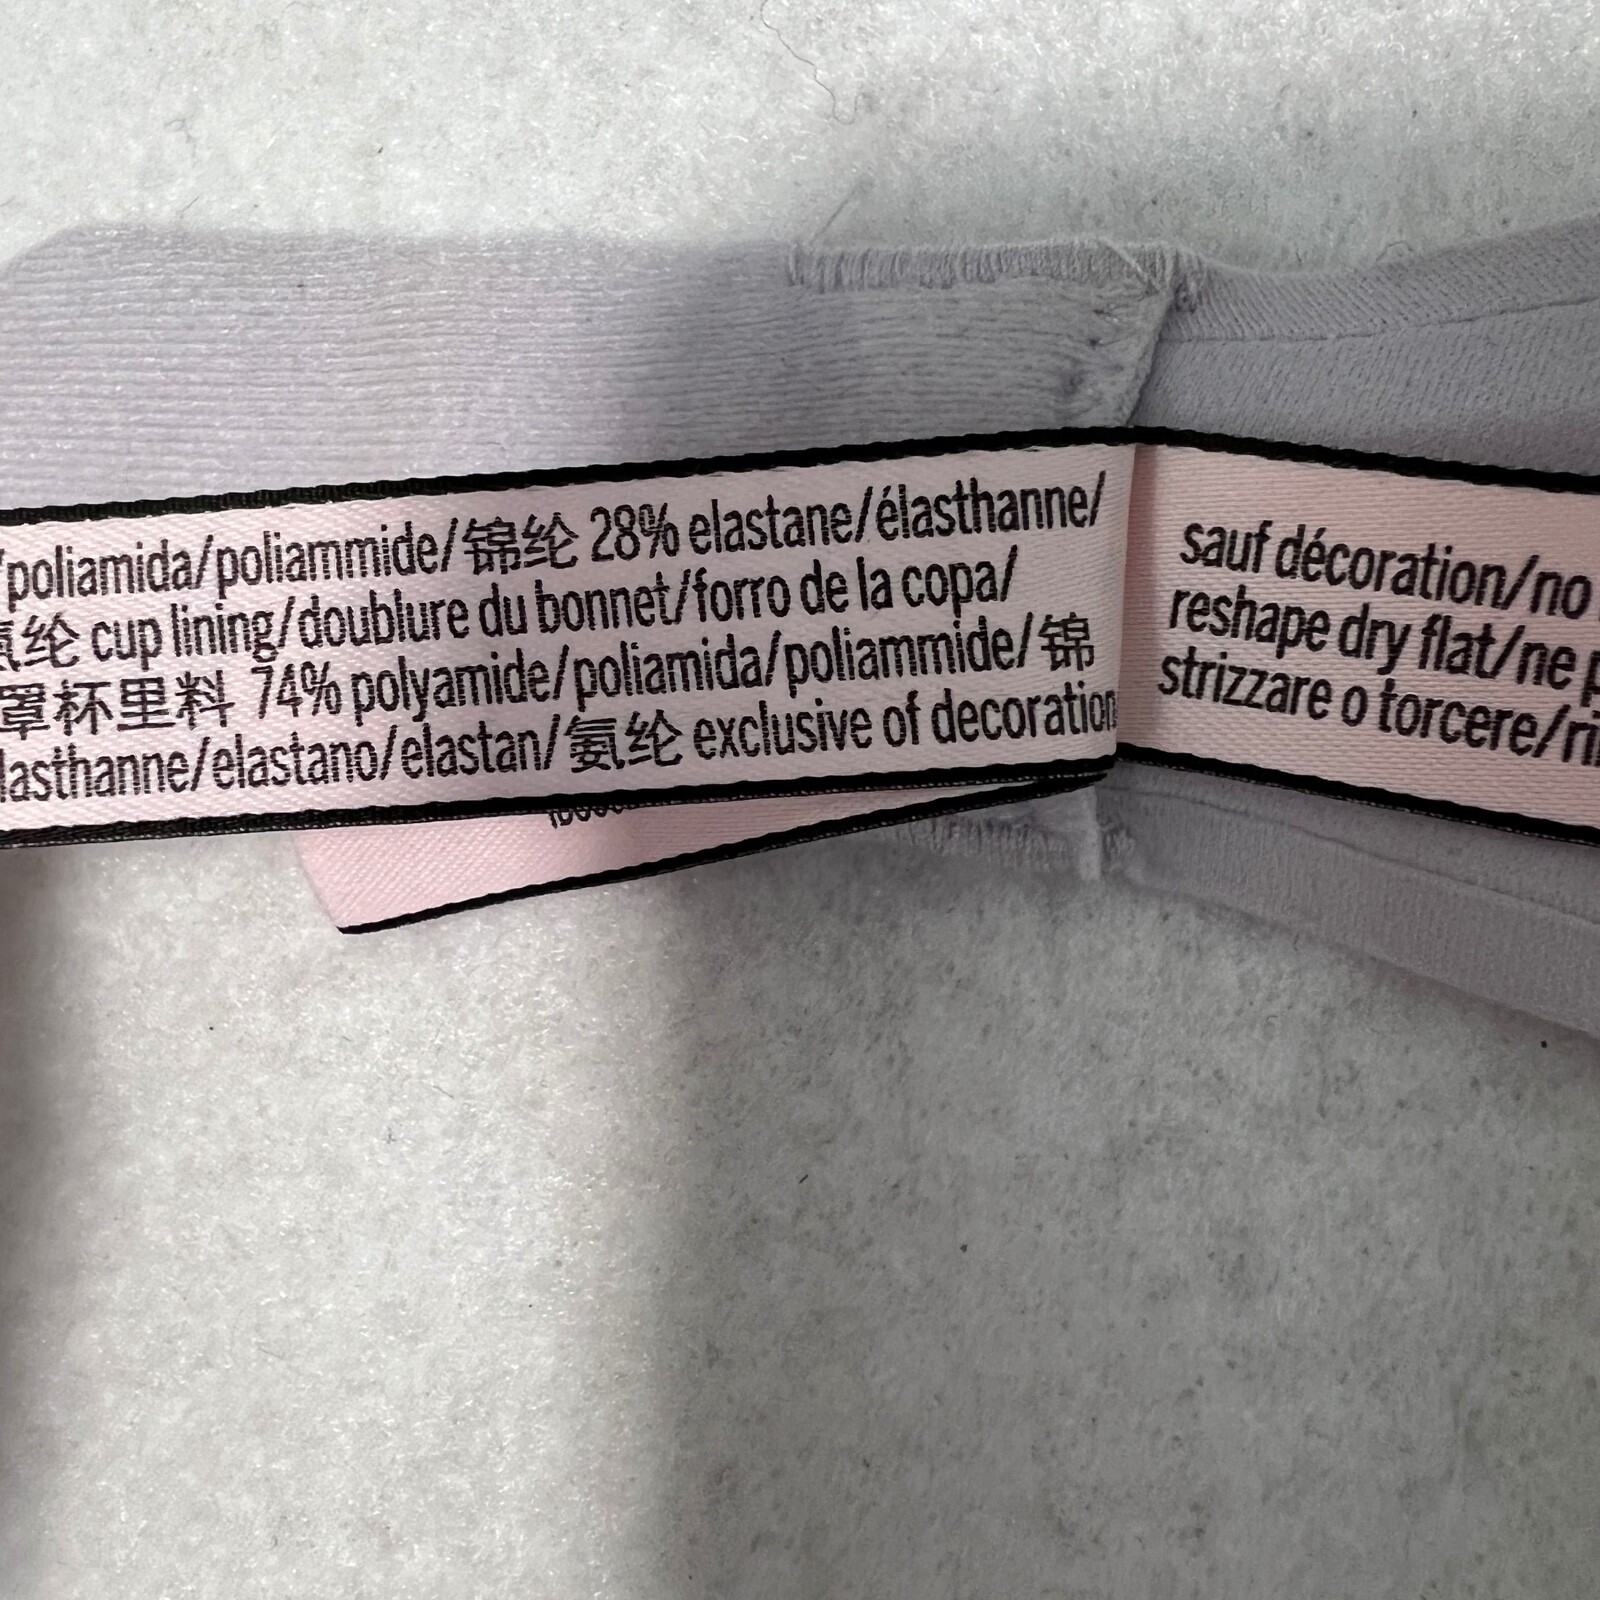 /poliamida/poliammide/锦纶 28% elastane/élasthanne/
纶 cup lining/doublure du bonnet/forro de la copa/
罩杯里料 74% polyamide/poliamida/poliammide/锦
lasthanne/elastano/elastan/氨纶 exclusive of decoration
sauf décoration/no
reshape dry flat/ne
strizzare o torcere/